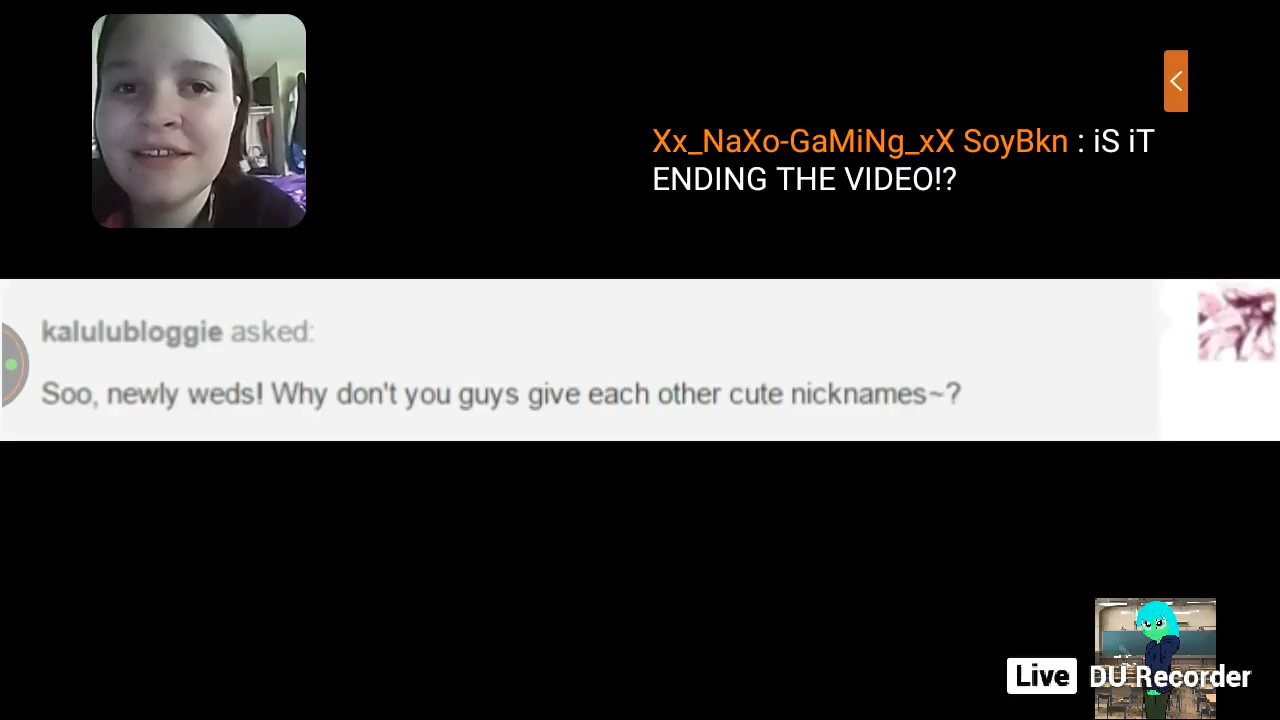 Xx_NaXo-GaMiNg_xX SoyBkn : iS iT
ENDING THE VIDEO!?
kalulubloggie asked:
Soo, newly weds! Why don't you guys give each other cute nicknames~?
Live DU Recorder